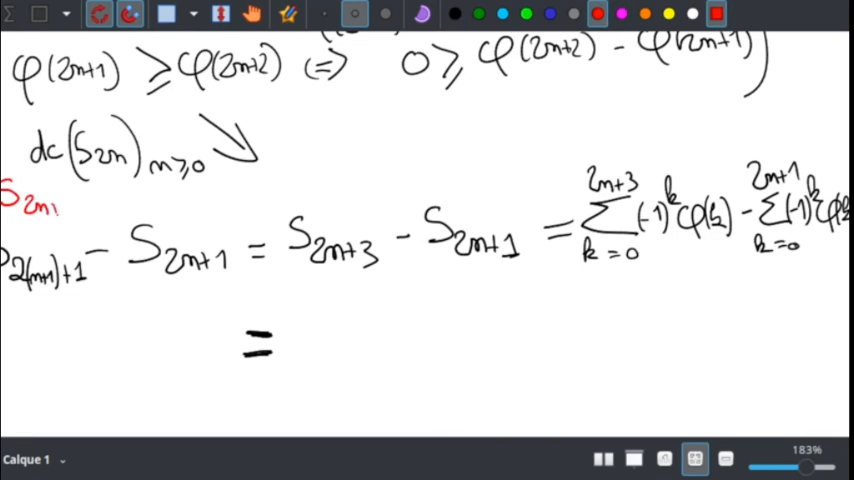 φ(2n+1) ≥ φ(2n+2) (=> 0 ≥ φ(2n+2) - φ(2n+1))
dc (S2n) n≥0 ↘
S2n
2(n+1)+1 - S2n+1 = S2n+3 - S2n+1 = 2n+3 Σ k=0 (-1)^k φ(k) - 2n+1 Σ k=0 (-1)^k φ(k
=
Calque 1
183%